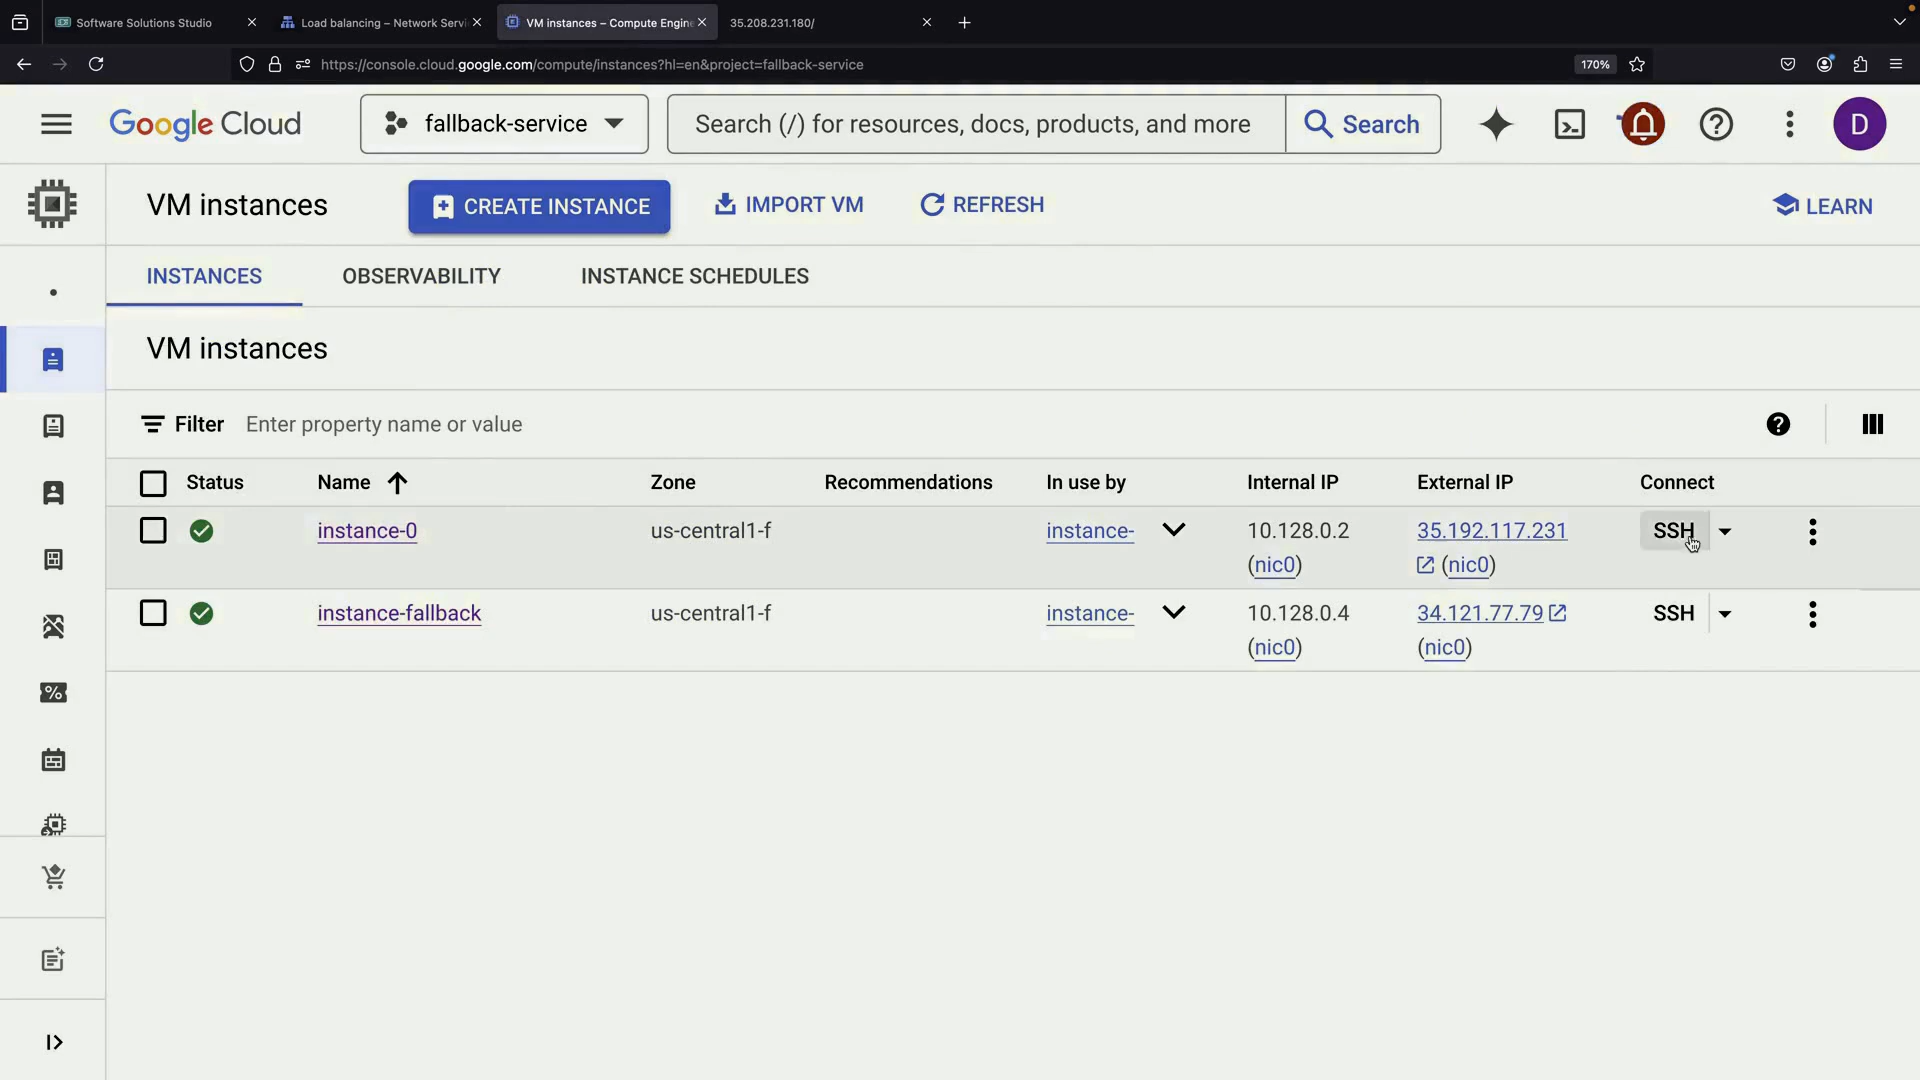 Software Solutions Studio
Load balancing – Network Servi
VM instances – Compute Engin
35.208.231.180/
https://console.cloud.google.com/compute/instances?hl=en&project=fallback-service
170%
Google Cloud
fallback-service
Search (/) for resources, docs, products, and more
Search
D
VM instances
CREATE INSTANCE
IMPORT VM
REFRESH
LEARN
INSTANCES
OBSERVABILITY
INSTANCE SCHEDULES
VM instances
Filter
Enter property name or value
Status
Name
Zone
Recommendations
In use by
Internal IP
External IP
Connect
instance-0
us-central1-f
instance-
10.128.0.2
(nic0)
35.192.117.231
(nic0)
SSH
instance-fallback
us-central1-f
instance-
10.128.0.4
(nic0)
34.121.77.79
(nic0)
SSH